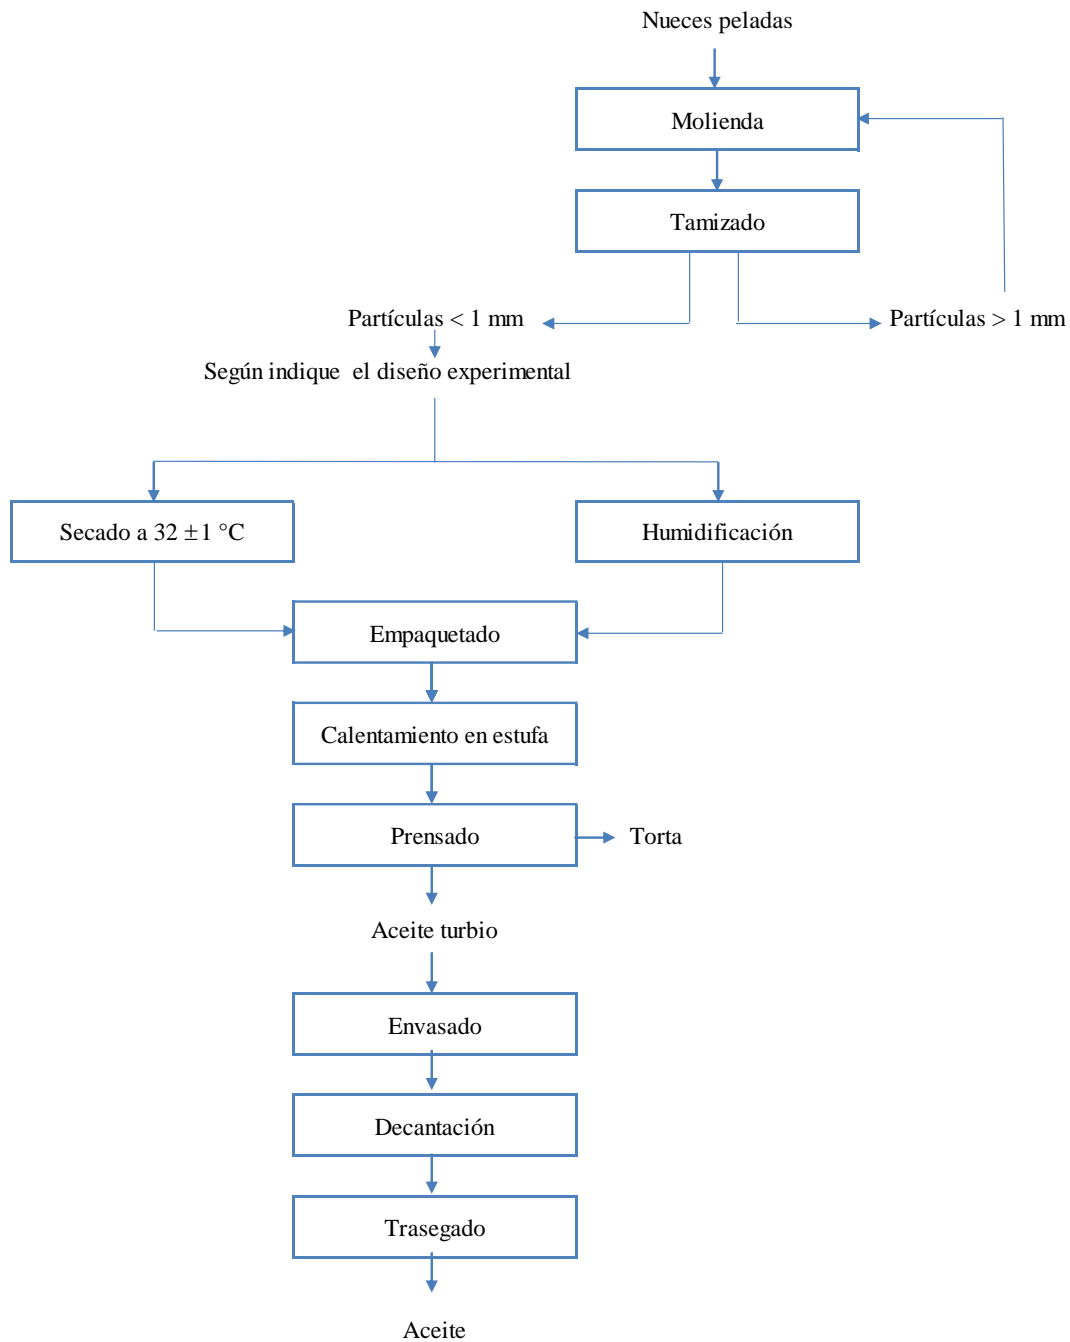 Nueces peladas
Molienda
Tamizado
Partículas < 1 mm
Partículas > 1 mm
Según indique el diseño experimental
Secado a 32 ±1 °C
Humidificación
Empaquetado
Calentamiento en estufa
Prensado
Torta
Aceite turbio
Envasado
Decantación
Trasegado
Aceite